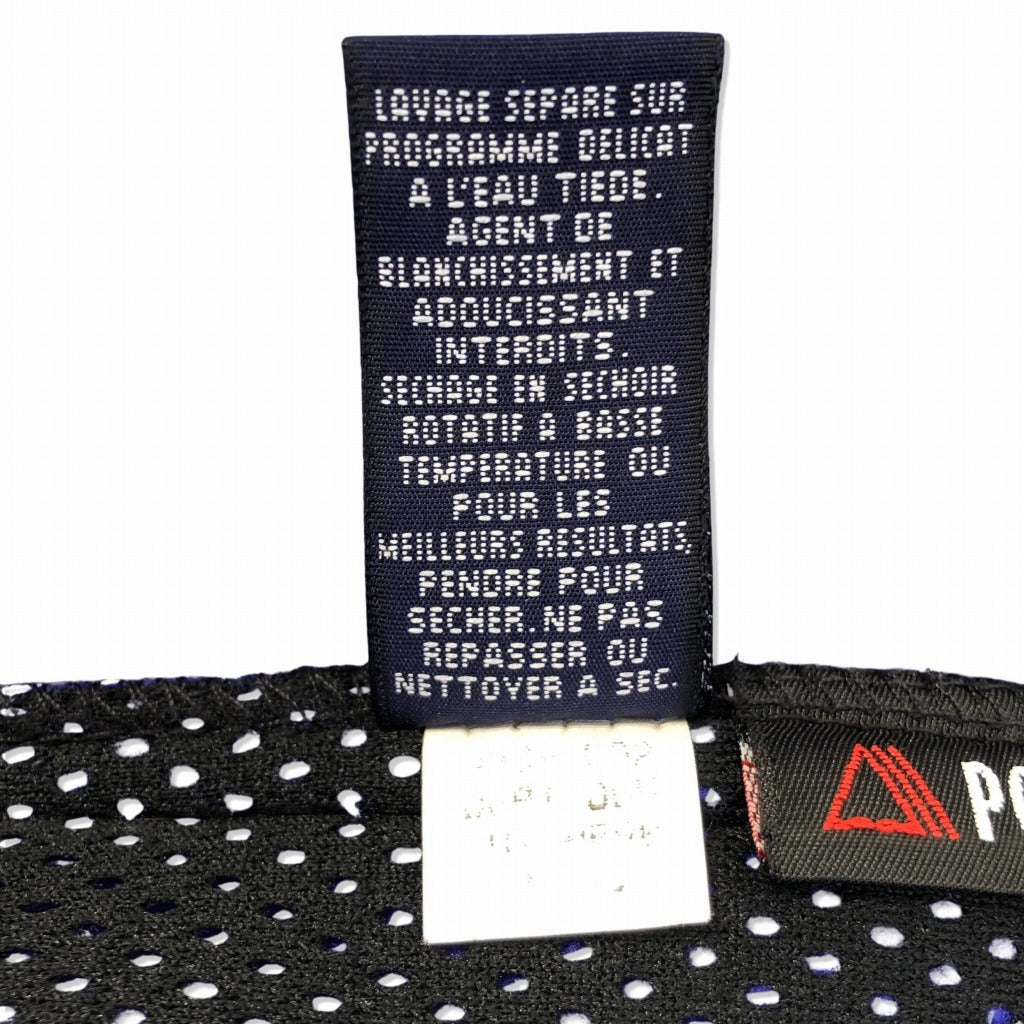 LAVAGE SEPARE SUR
PROGRAMME DELICAT
A L'EAU TIEDE.
AGENT DE
BLANCHISSEMENT ET
ADOUCISSANT
INTERDITS.
SECHAGE EN SECHOIR
ROTATIF A BASSE
TEMPERATURE OU
POUR LES
MEILLEURS RESULTATS,
PENDRE POUR
SECHER. NE PAS
REPASSER OU
NETTOYER A SEC.